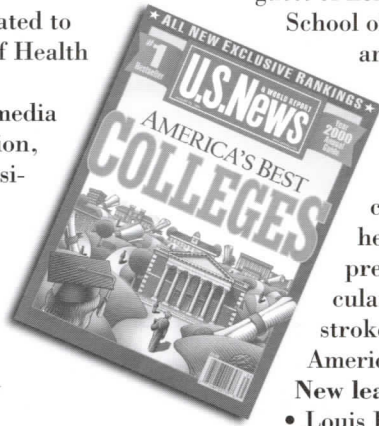 ated to
f Health
media
ion,
si-
School o
an
c
he
pre
cula
stroke
Americ
New lea
• Louis
★ ALL NEW EXCLUSIVE RANKINGS ★
#1
Bestseller
U.S. News
& WORLD REPORT
Year
2000
Annual
Guide
AMERICA'S BEST
COLLEGES